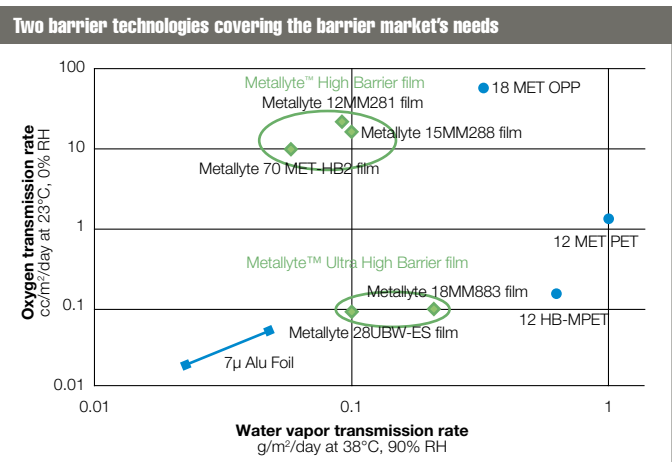 Two barrier technologies covering the barrier market's needs
100
Metallyte™ High Barrier film
18 MET OPP
Metallyte 12MM281 film
Metallyte 15MM288 film
10
Metallyte 70 MET-HB2 film
Oxygen transmission rate
cc/m²/day at 23°C, 0% RH
1
12 MET PET
Metallyte™ Ultra High Barrier film
Metallyte 18MM883 film
0.1
12 HB-MPET
Metallyte 28UBW-ES film
7µ Alu Foil
0.01
0.01
0.1
1
Water vapor transmission rate
g/m²/day at 38°C, 90% RH